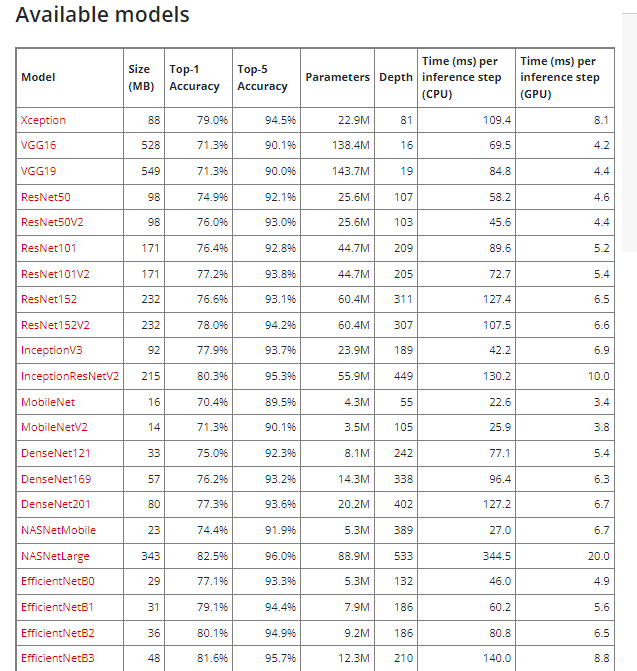 Available models
Model Size (MB) Top-1 Accuracy Top-5 Accuracy Parameters Depth Time (ms) per inference step (CPU) Time (ms) per inference step (GPU)
Xception 88 79.0% 94.5% 22.9M 81 109.4 8.1
VGG16 528 71.3% 90.1% 138.4M 16 69.5 4.2
VGG19 549 71.3% 90.0% 143.7M 19 84.8 4.4
ResNet50 98 74.9% 92.1% 25.6M 107 58.2 4.6
ResNet50V2 98 76.0% 93.0% 25.6M 103 45.6 4.4
ResNet101 171 76.4% 92.8% 44.7M 209 89.6 5.2
ResNet101V2 171 77.2% 93.8% 44.7M 205 72.7 5.4
ResNet152 232 76.6% 93.1% 60.4M 311 127.4 6.5
ResNet152V2 232 78.0% 94.2% 60.4M 307 107.5 6.6
InceptionV3 92 77.9% 93.7% 23.9M 189 42.2 6.9
InceptionResNetV2 215 80.3% 95.3% 55.9M 449 130.2 10.0
MobileNet 16 70.4% 89.5% 4.3M 55 22.6 3.4
MobileNetV2 14 71.3% 90.1% 3.5M 105 25.9 3.8
DenseNet121 33 75.0% 92.3% 8.1M 242 77.1 5.4
DenseNet169 57 76.2% 93.2% 14.3M 338 96.4 6.3
DenseNet201 80 77.3% 93.6% 20.2M 402 127.2 6.7
NASNetMobile 23 74.4% 91.9% 5.3M 389 27.0 6.7
NASNetLarge 343 82.5% 96.0% 88.9M 533 344.5 20.0
EfficientNetB0 29 77.1% 93.3% 5.3M 132 46.0 4.9
EfficientNetB1 31 79.1% 94.4% 7.9M 186 60.2 5.6
EfficientNetB2 36 80.1% 94.9% 9.2M 186 80.8 6.5
EfficientNetB3 48 81.6% 95.7% 12.3M 210 140.0 8.8